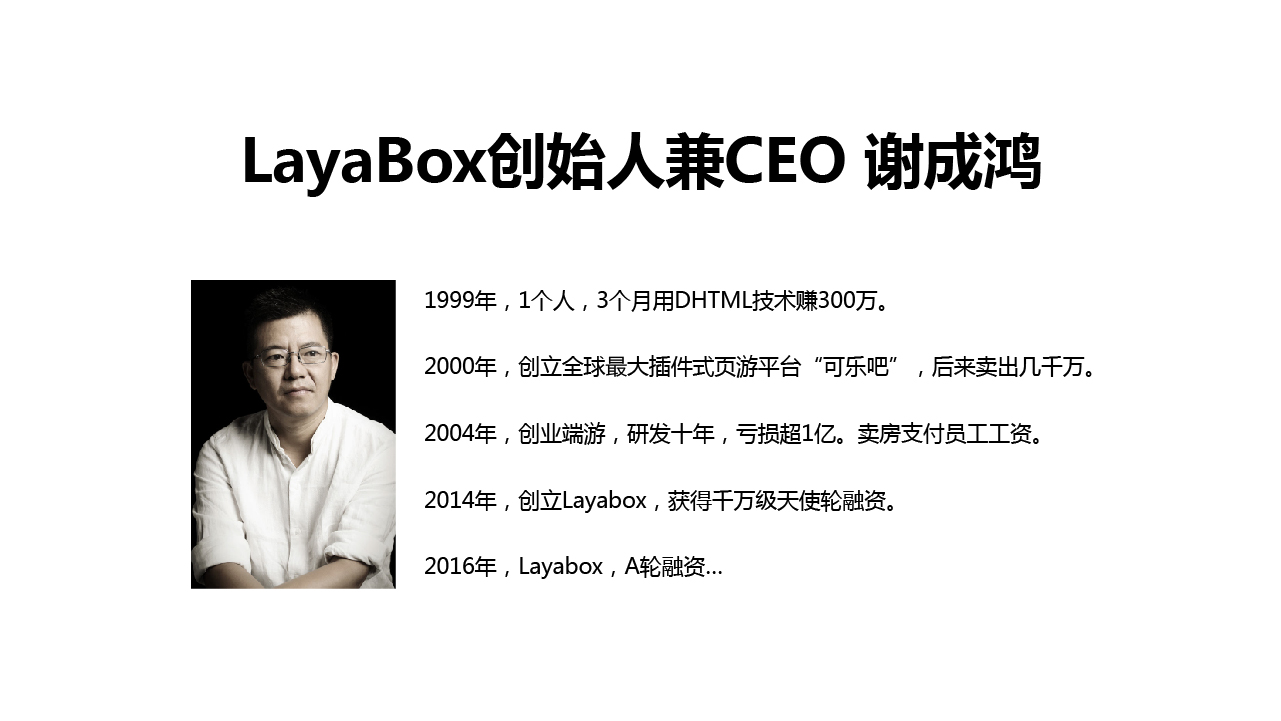 LayaBox创始人兼CEO 谢成鸿
1999年，1个人，3个月用DHTML技术赚300万。
2000年，创立全球最大插件式页游平台“可乐吧”，后来卖出几千万。
2004年，创业端游，研发十年，亏损超1亿。卖房支付员工工资。
2014年，创立Layabox，获得千万级天使轮融资。
2016年，Layabox，A轮融资...